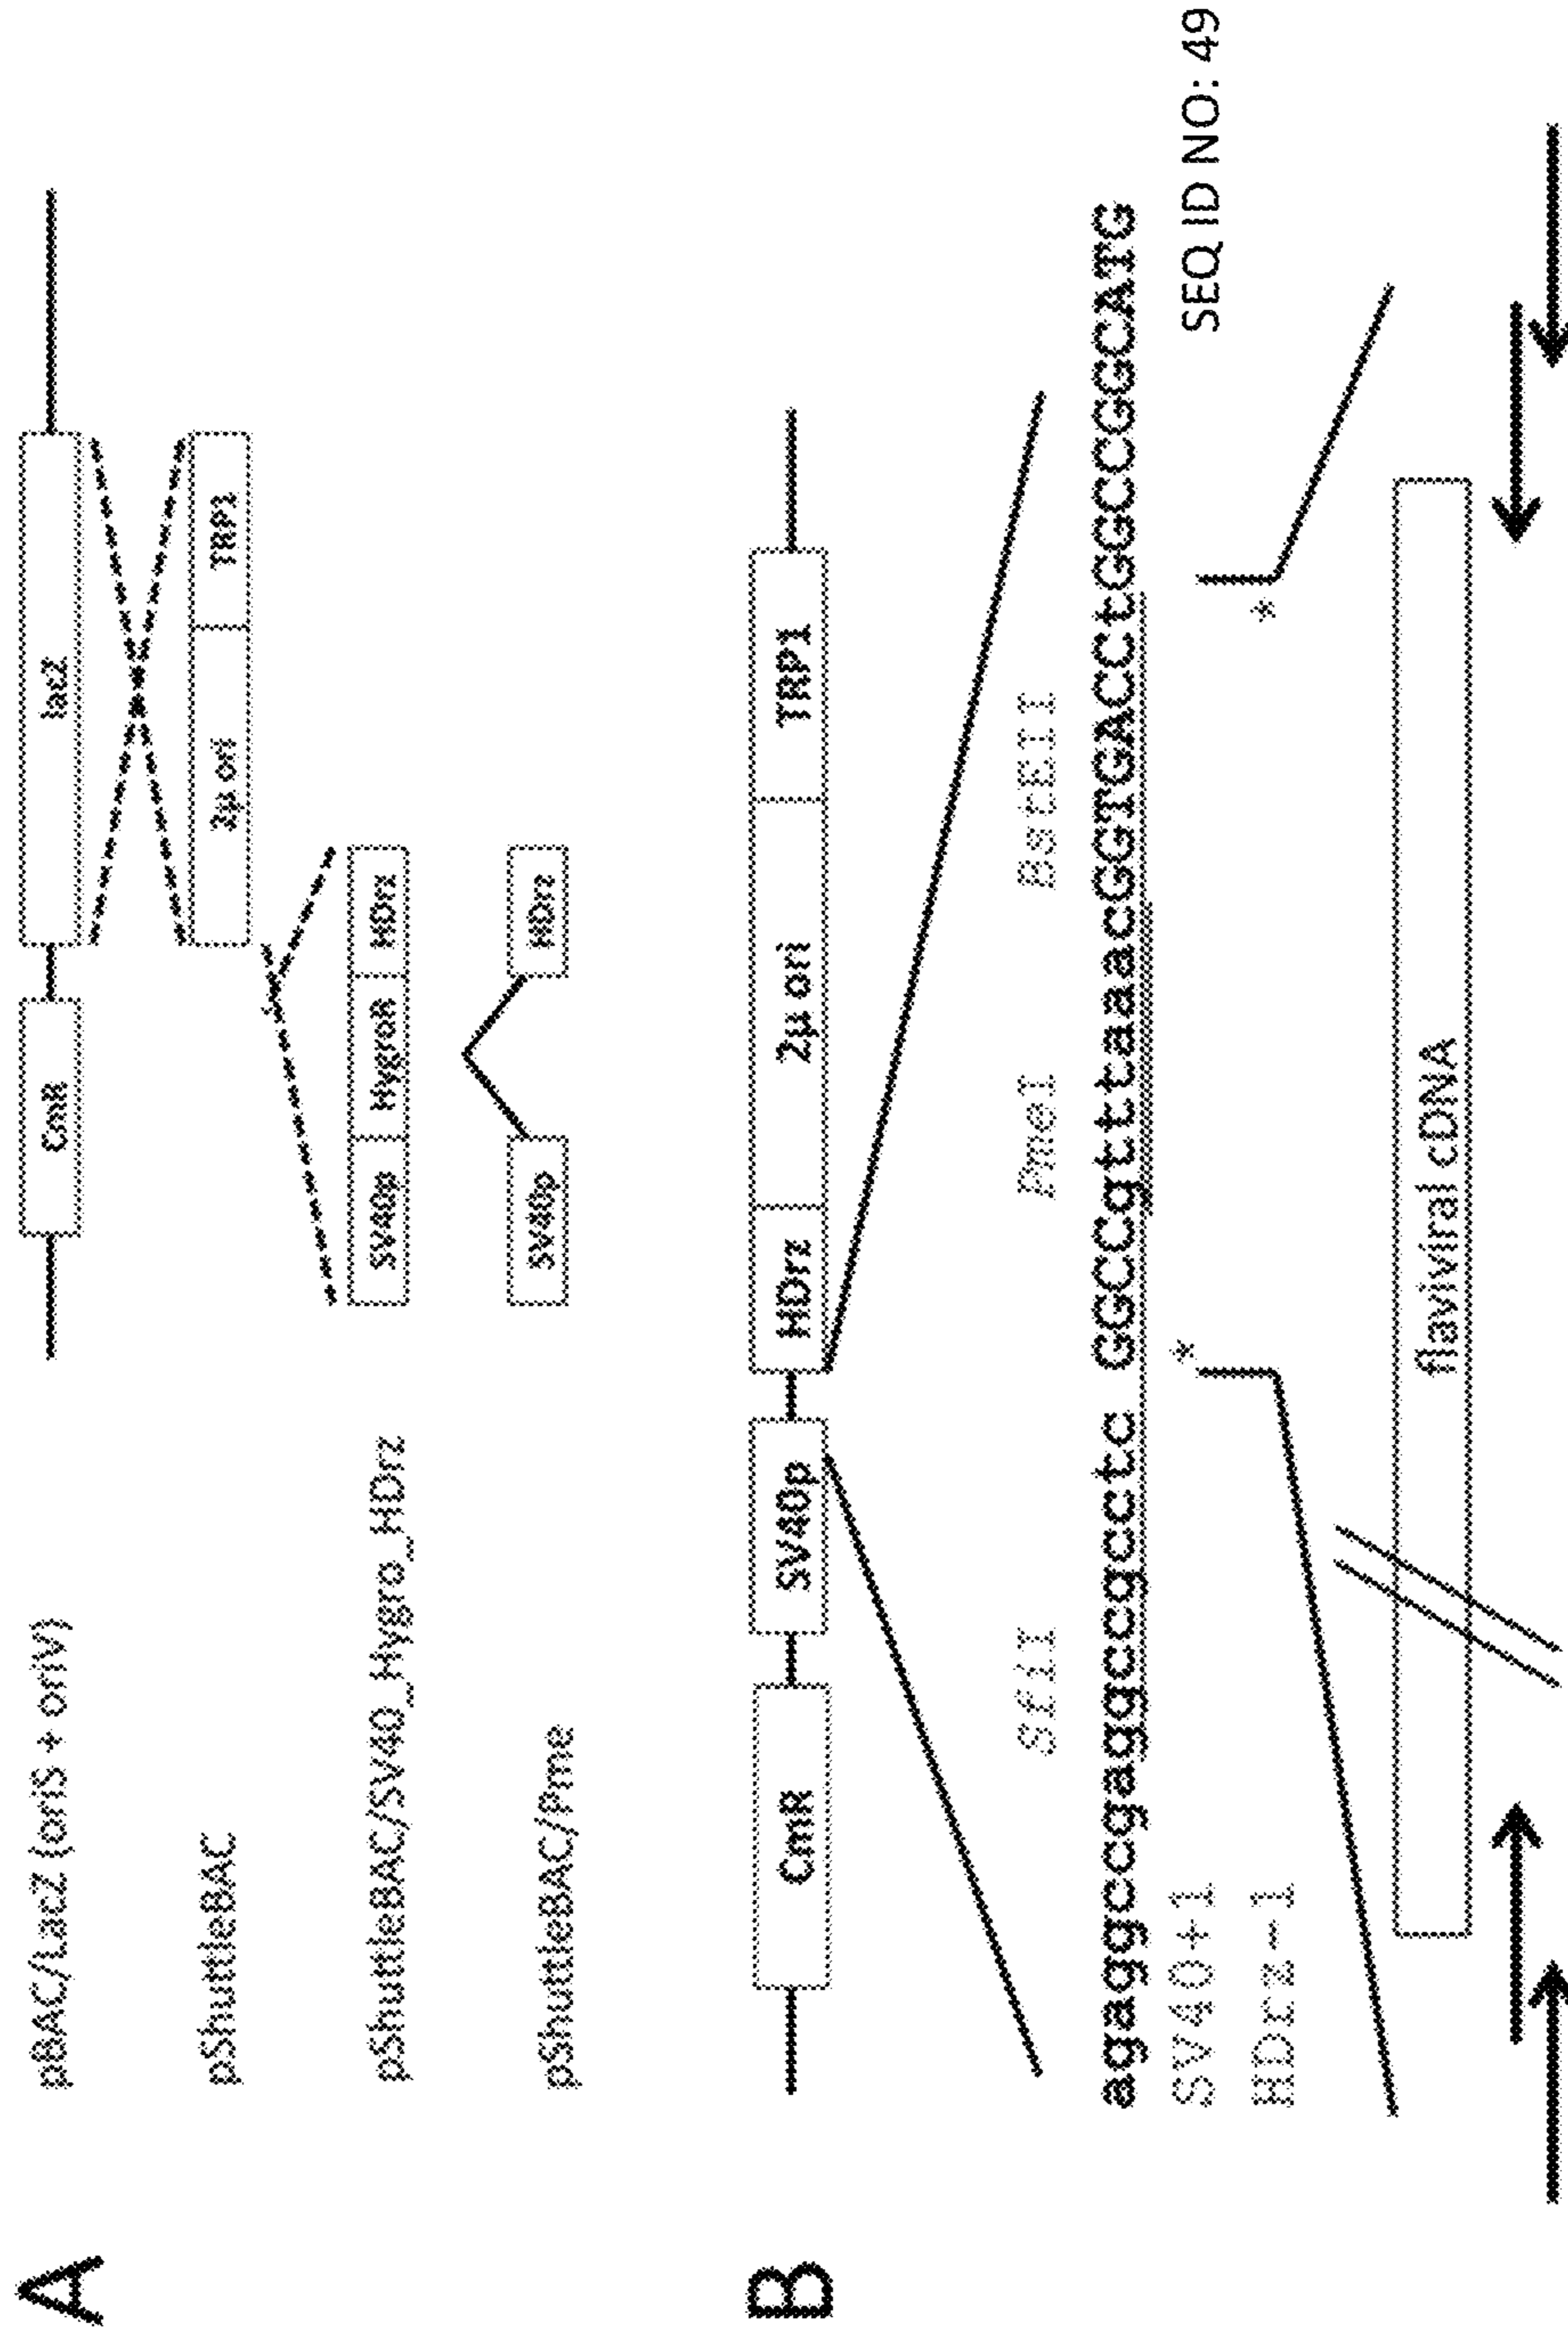 A
pBAC/LacZ (oriS + oriV)
CmR
lacZ
pShuttleBAC
2µ ori
TRP1
pShuttleBAC/SV40_Hygro_HDrz
SV40p
HygroR
HDrz
pShuttleBAC/Pme
SV40p
HDrz
B
CmR
SV40p
HDrz
2µ ori
TRP1
SfiI
PmeI
BstEII
agaggccgaggccgcctc GGCCgtttaaacGGTGACCtGGCCGGCATG
SV40+1
*
SEQ ID NO: 49
HDrz-1
*
flaviviral cDNA